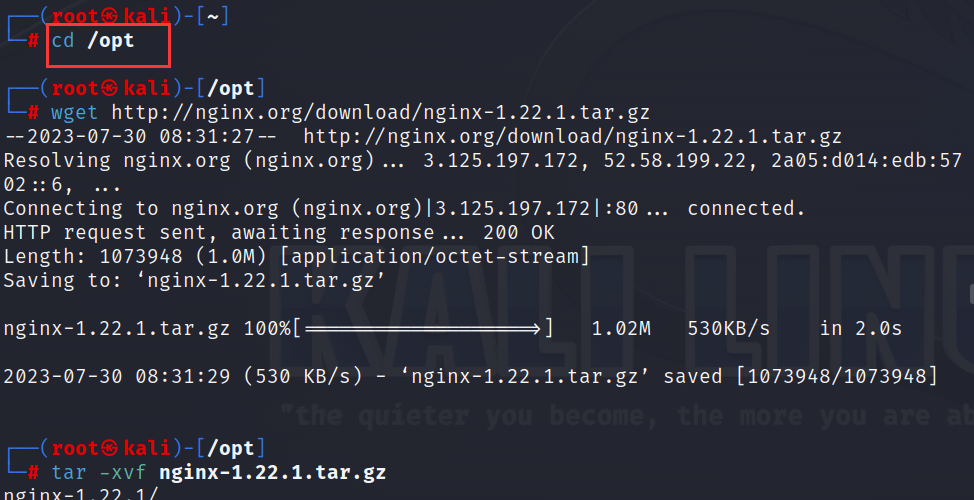 ┌──(root㉿kali)-[~]
└─# cd /opt
┌──(root㉿kali)-[/opt]
└─# wget http://nginx.org/download/nginx-1.22.1.tar.gz
--2023-07-30 08:31:27--  http://nginx.org/download/nginx-1.22.1.tar.gz
Resolving nginx.org (nginx.org)... 3.125.197.172, 52.58.199.22, 2a05:d014:edb:57
02::6, ...
Connecting to nginx.org (nginx.org)|3.125.197.172|:80... connected.
HTTP request sent, awaiting response... 200 OK
Length: 1073948 (1.0M) [application/octet-stream]
Saving to: ‘nginx-1.22.1.tar.gz’
nginx-1.22.1.tar.gz 100%[===================>]   1.02M   530KB/s    in 2.0s
2023-07-30 08:31:29 (530 KB/s) - ‘nginx-1.22.1.tar.gz’ saved [1073948/1073948]
KALI LINU
"the quieter you become, the more you are ab
┌──(root㉿kali)-[/opt]
└─# tar -xvf nginx-1.22.1.tar.gz
nginx-1.22.1/